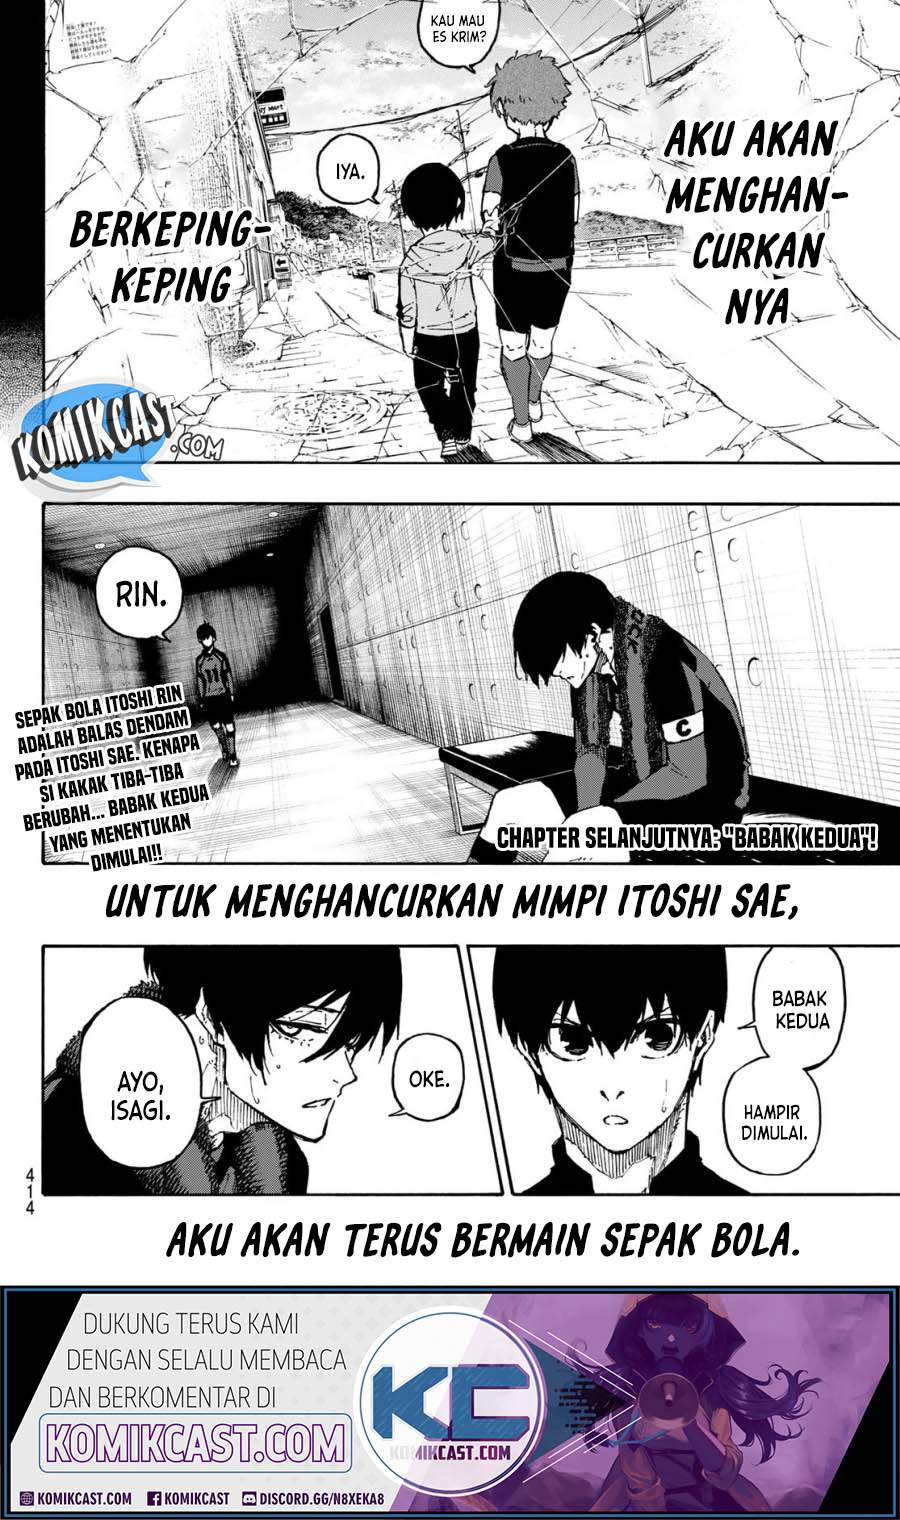 KAU MAU
ES KRIM?
IYA.
AKU AKAN
MENGHAN-
CURKAN
NYA
BERKEPING-
KEPING
KOMIKCAST
.COM
RIN.
11
OCK
C
SEPAK BOLA ITOSHI RIN
ADALAH BALAS DENDAM
PADA ITOSHI SAE. KENAPA
SI KAKAK TIBA-TIBA
BERUBAH... BABAK KEDUA
YANG MENENTUKAN
DIMULAI!!
CHAPTER SELANJUTNYA: "BABAK KEDUA"!
UNTUK MENGHANCURKAN MIMPI ITOSHI SAE,
BABAK
KEDUA
HAMPIR
DIMULAI.
OKE.
AYO,
ISAGI.
414
AKU AKAN TERUS BERMAIN SEPAK BOLA.
DUKUNG TERUS KAMI
DENGAN SELALU MEMBACA
DAN BERKOMENTAR DI
KOMIKCAST.COM
KC
KOMIKCAST.COM
KOMIKCAST.COM
KOMIKCAST
DISCORD.GG/N8XEKA8